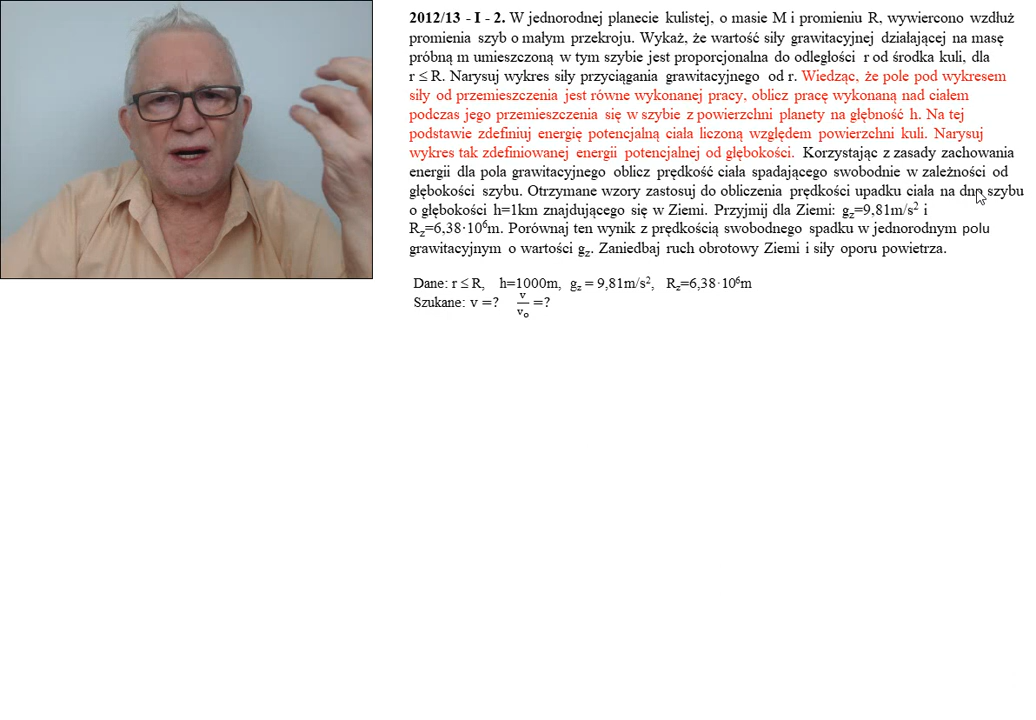 2012/13 - I - 2. W jednorodnej planecie kulistej, o masie M i promieniu R, wywiercono wzdłuż
promienia szyb o małym przekroju. Wykaż, że wartość siły grawitacyjnej działającej na masę
próbną m umieszczoną w tym szybie jest proporcjonalna do odległości r od środka kuli, dla
r ≤ R. Narysuj wykres siły przyciągania grawitacyjnego od r. Wiedząc, że pole pod wykresem
siły od przemieszczenia jest równe wykonanej pracy, oblicz pracę wykonaną nad ciałem
podczas jego przemieszczenia się w szybie z powierzchni planety na głębność h. Na tej
podstawie zdefiniuj energię potencjalną ciała liczoną względem powierzchni kuli. Narysuj
wykres tak zdefiniowanej energii potencjalnej od głębokości. Korzystając z zasady zachowania
energii dla pola grawitacyjnego oblicz prędkość ciała spadającego swobodnie w zależności od
głębokości szybu. Otrzymane wzory zastosuj do obliczenia prędkości upadku ciała na dno szybu
o głębokości h=1km znajdującego się w Ziemi. Przyjmij dla Ziemi: g_z=9,81m/s² i
R_z=6,38·10⁶m. Porównaj ten wynik z prędkością swobodnego spadku w jednorodnym polu
grawitacyjnym o wartości g_z. Zaniedbaj ruch obrotowy Ziemi i siły oporu powietrza.
Dane: r ≤ R, h=1000m, g_z = 9,81m/s², R_z=6,38·10⁶m
Szukane: v =? v/v_o =?